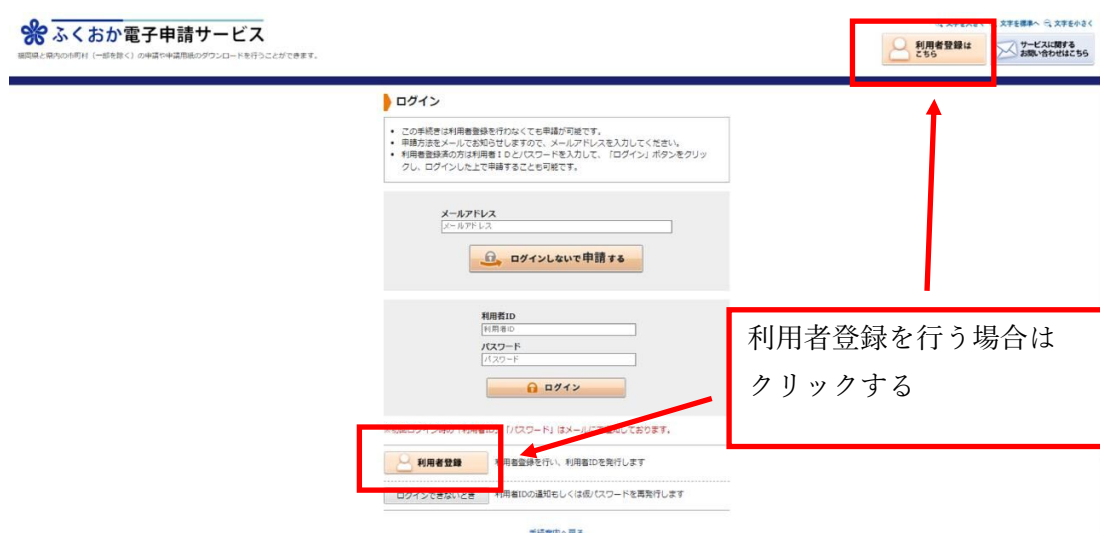 ふくおか電子申請サービス
福岡県と県内の市町村（一部を除く）の申請や申請用紙のダウンロードを行うことができます。
文字を標準へ 文字を小さく
利用者登録は
こちら
サービスに関する
お問い合わせはこちら
ログイン
この手続きは利用者登録を行わなくても申請が可能です。
申請方法をメールでお知らせしますので、メールアドレスを入力してください。
利用者登録済の方は利用者ＩＤとパスワードを入力して、「ログイン」ボタンをクリッ
クし、ログインした上で申請することも可能です。
メールアドレス
メールアドレス
ログインしないで申請する
利用者ID
利用者ID
パスワード
パスワード
ログイン
利用者登録を行う場合は
クリックする
「パスワード」はメールに
ております。
利用者登録
利用者登録を行い、利用者IDを発行します
ログインできないとき
利用者IDの通知もしくは仮パスワードを再発行します